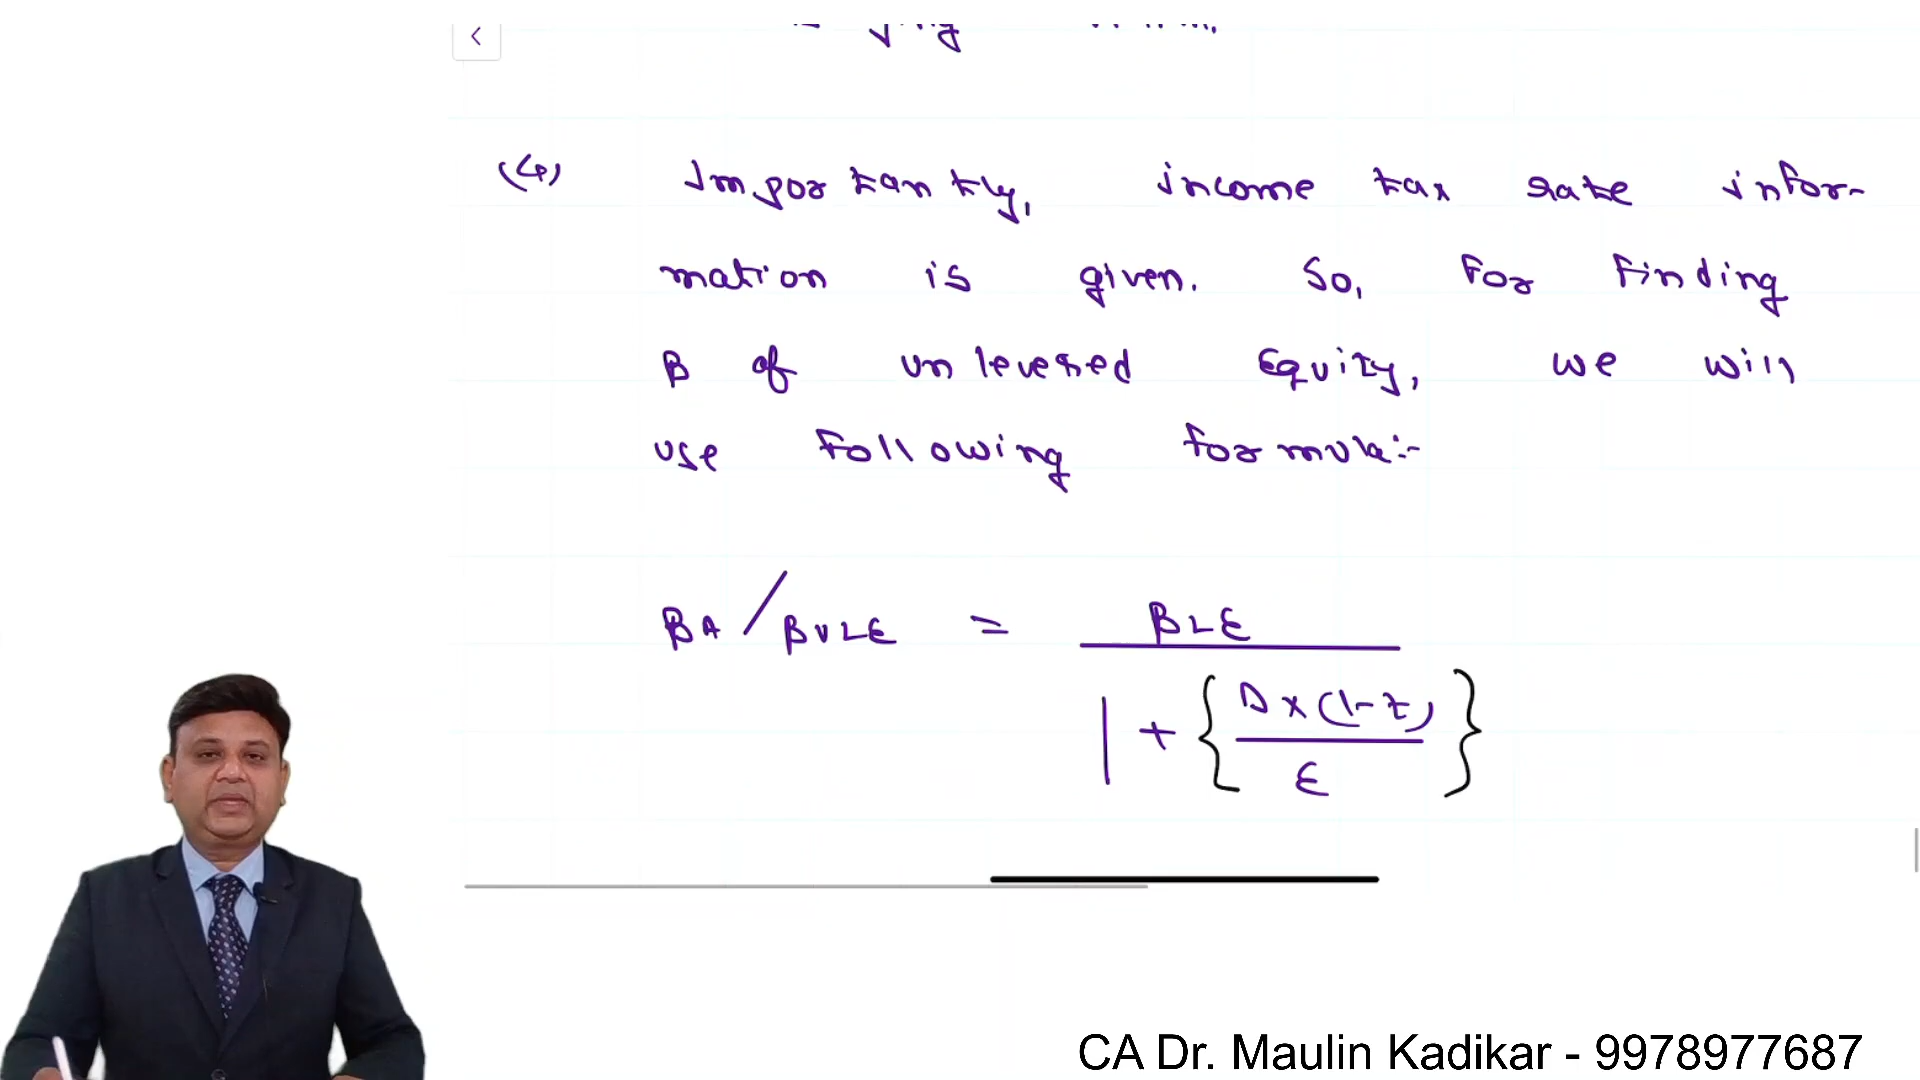 (4) Importantly, income tax rate infor-
mation is given. So, for finding
β of unlevered Equity, we will
use following formula:-
βA / βULE = βLE
1 + { D x (1-t)
E }
CA Dr. Maulin Kadikar - 9978977687